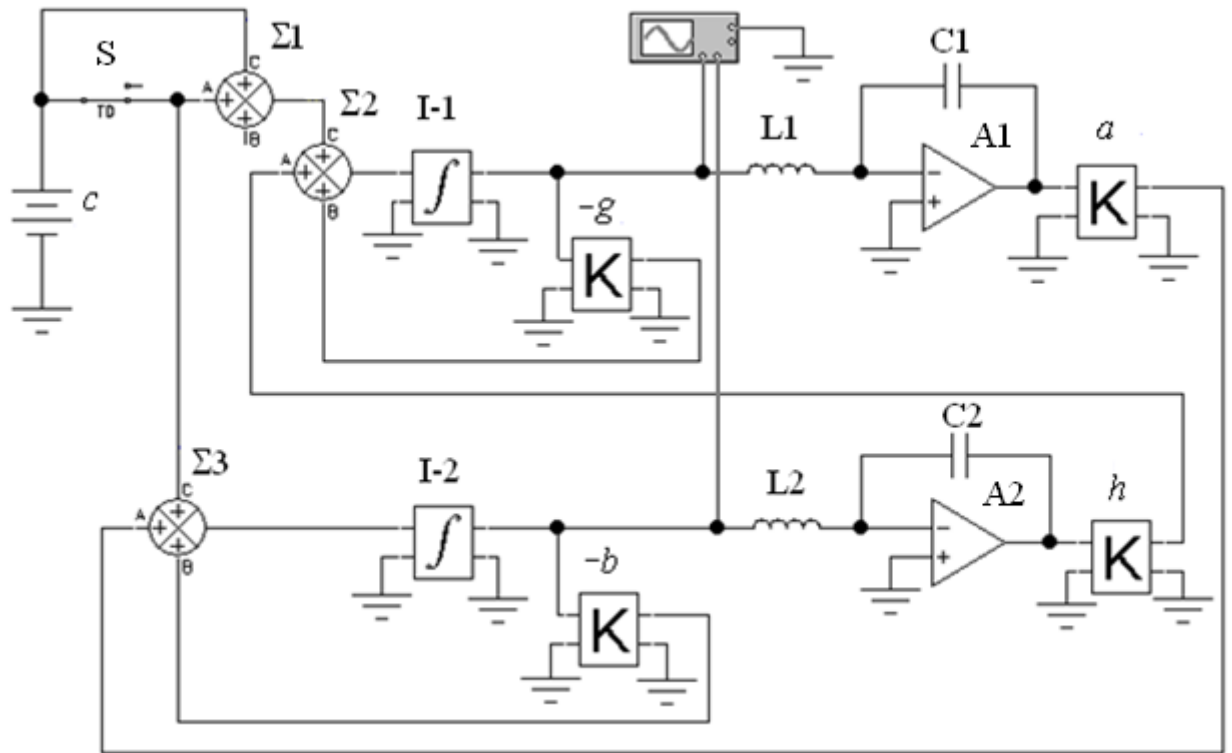 S
TD
Σ1
C
A
B
c
Σ2
C
A
B
I-1
∫
-g
K
L1
C1
A1
-
+
a
K
Σ3
C
A
B
I-2
∫
-b
K
L2
C2
A2
-
+
h
K